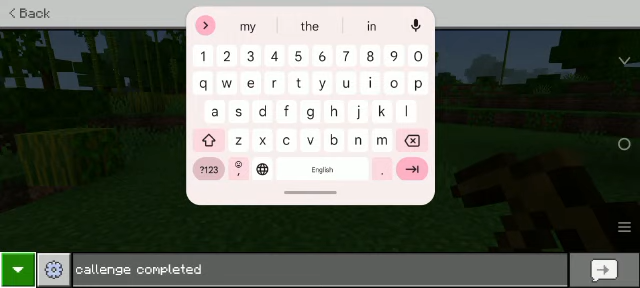 Back
my the in
1 2 3 4 5 6 7 8 9 0
q w e r t y u i o p
a s d f g h j k l
z x c v b n m
?123 , English .
callenge completed